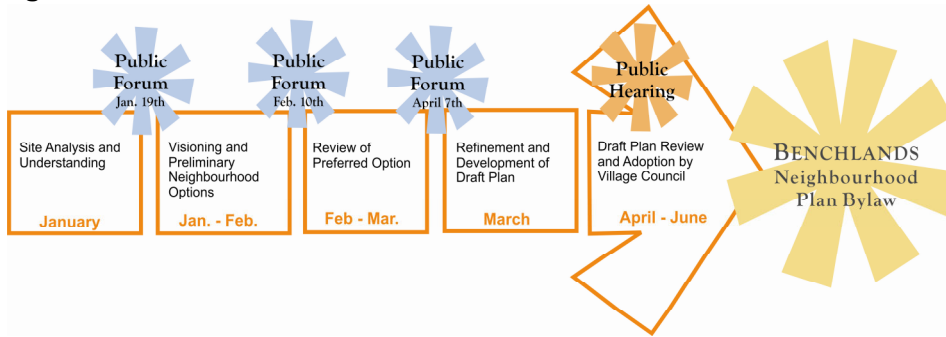 Public
Forum
Jan. 19th
Public
Forum
Feb. 10th
Public
Forum
April 7th
Public
Hearing
Site Analysis and
Understanding
January
Visioning and
Preliminary
Neighbourhood
Options
Jan. - Feb.
Review of
Preferred Option
Feb - Mar.
Refinement and
Development of
Draft Plan
March
Draft Plan Review
and Adoption by
Village Council
April - June
BENCHLANDS
Neighbourhood
Plan Bylaw